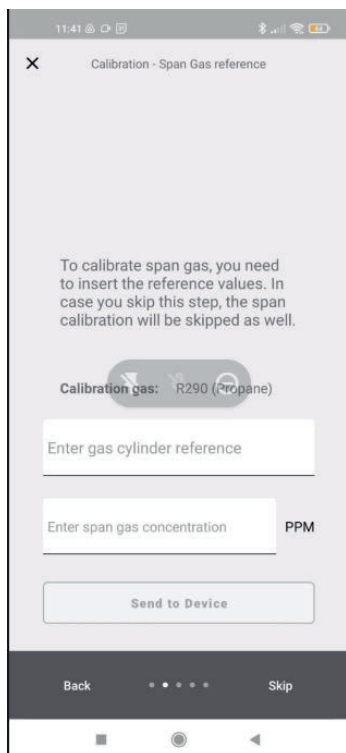 11:41
Calibration - Span Gas reference
To calibrate span gas, you need
to insert the reference values. In
case you skip this step, the span
calibration will be skipped as well.
Calibration gas: R290 (Propane)
Enter gas cylinder reference
Enter span gas concentration PPM
Send to Device
Back Skip